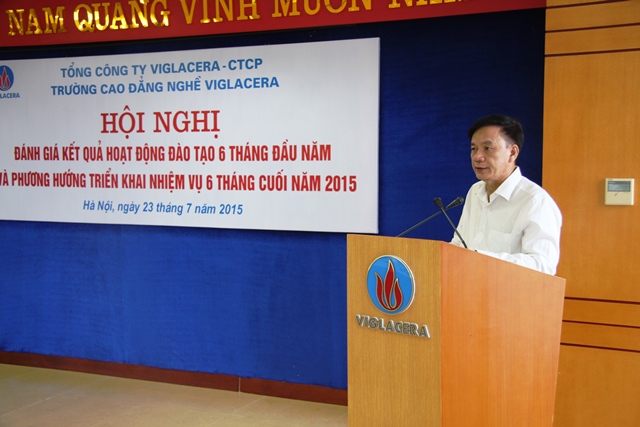 NAM QUANG VINH MUÔN NĂM
VIGLACERA
TỔNG CÔNG TY VIGLACERA - CTCP
TRƯỜNG CAO ĐẲNG NGHỀ VIGLACERA
HỘI NGHỊ
ĐÁNH GIÁ KẾT QUẢ HOẠT ĐỘNG ĐÀO TẠO 6 THÁNG ĐẦU NĂM
VÀ PHƯƠNG HƯỚNG TRIỂN KHAI NHIỆM VỤ 6 THÁNG CUỐI NĂM 2015
Hà Nội, ngày 23 tháng 7 năm 2015
VIGLACERA